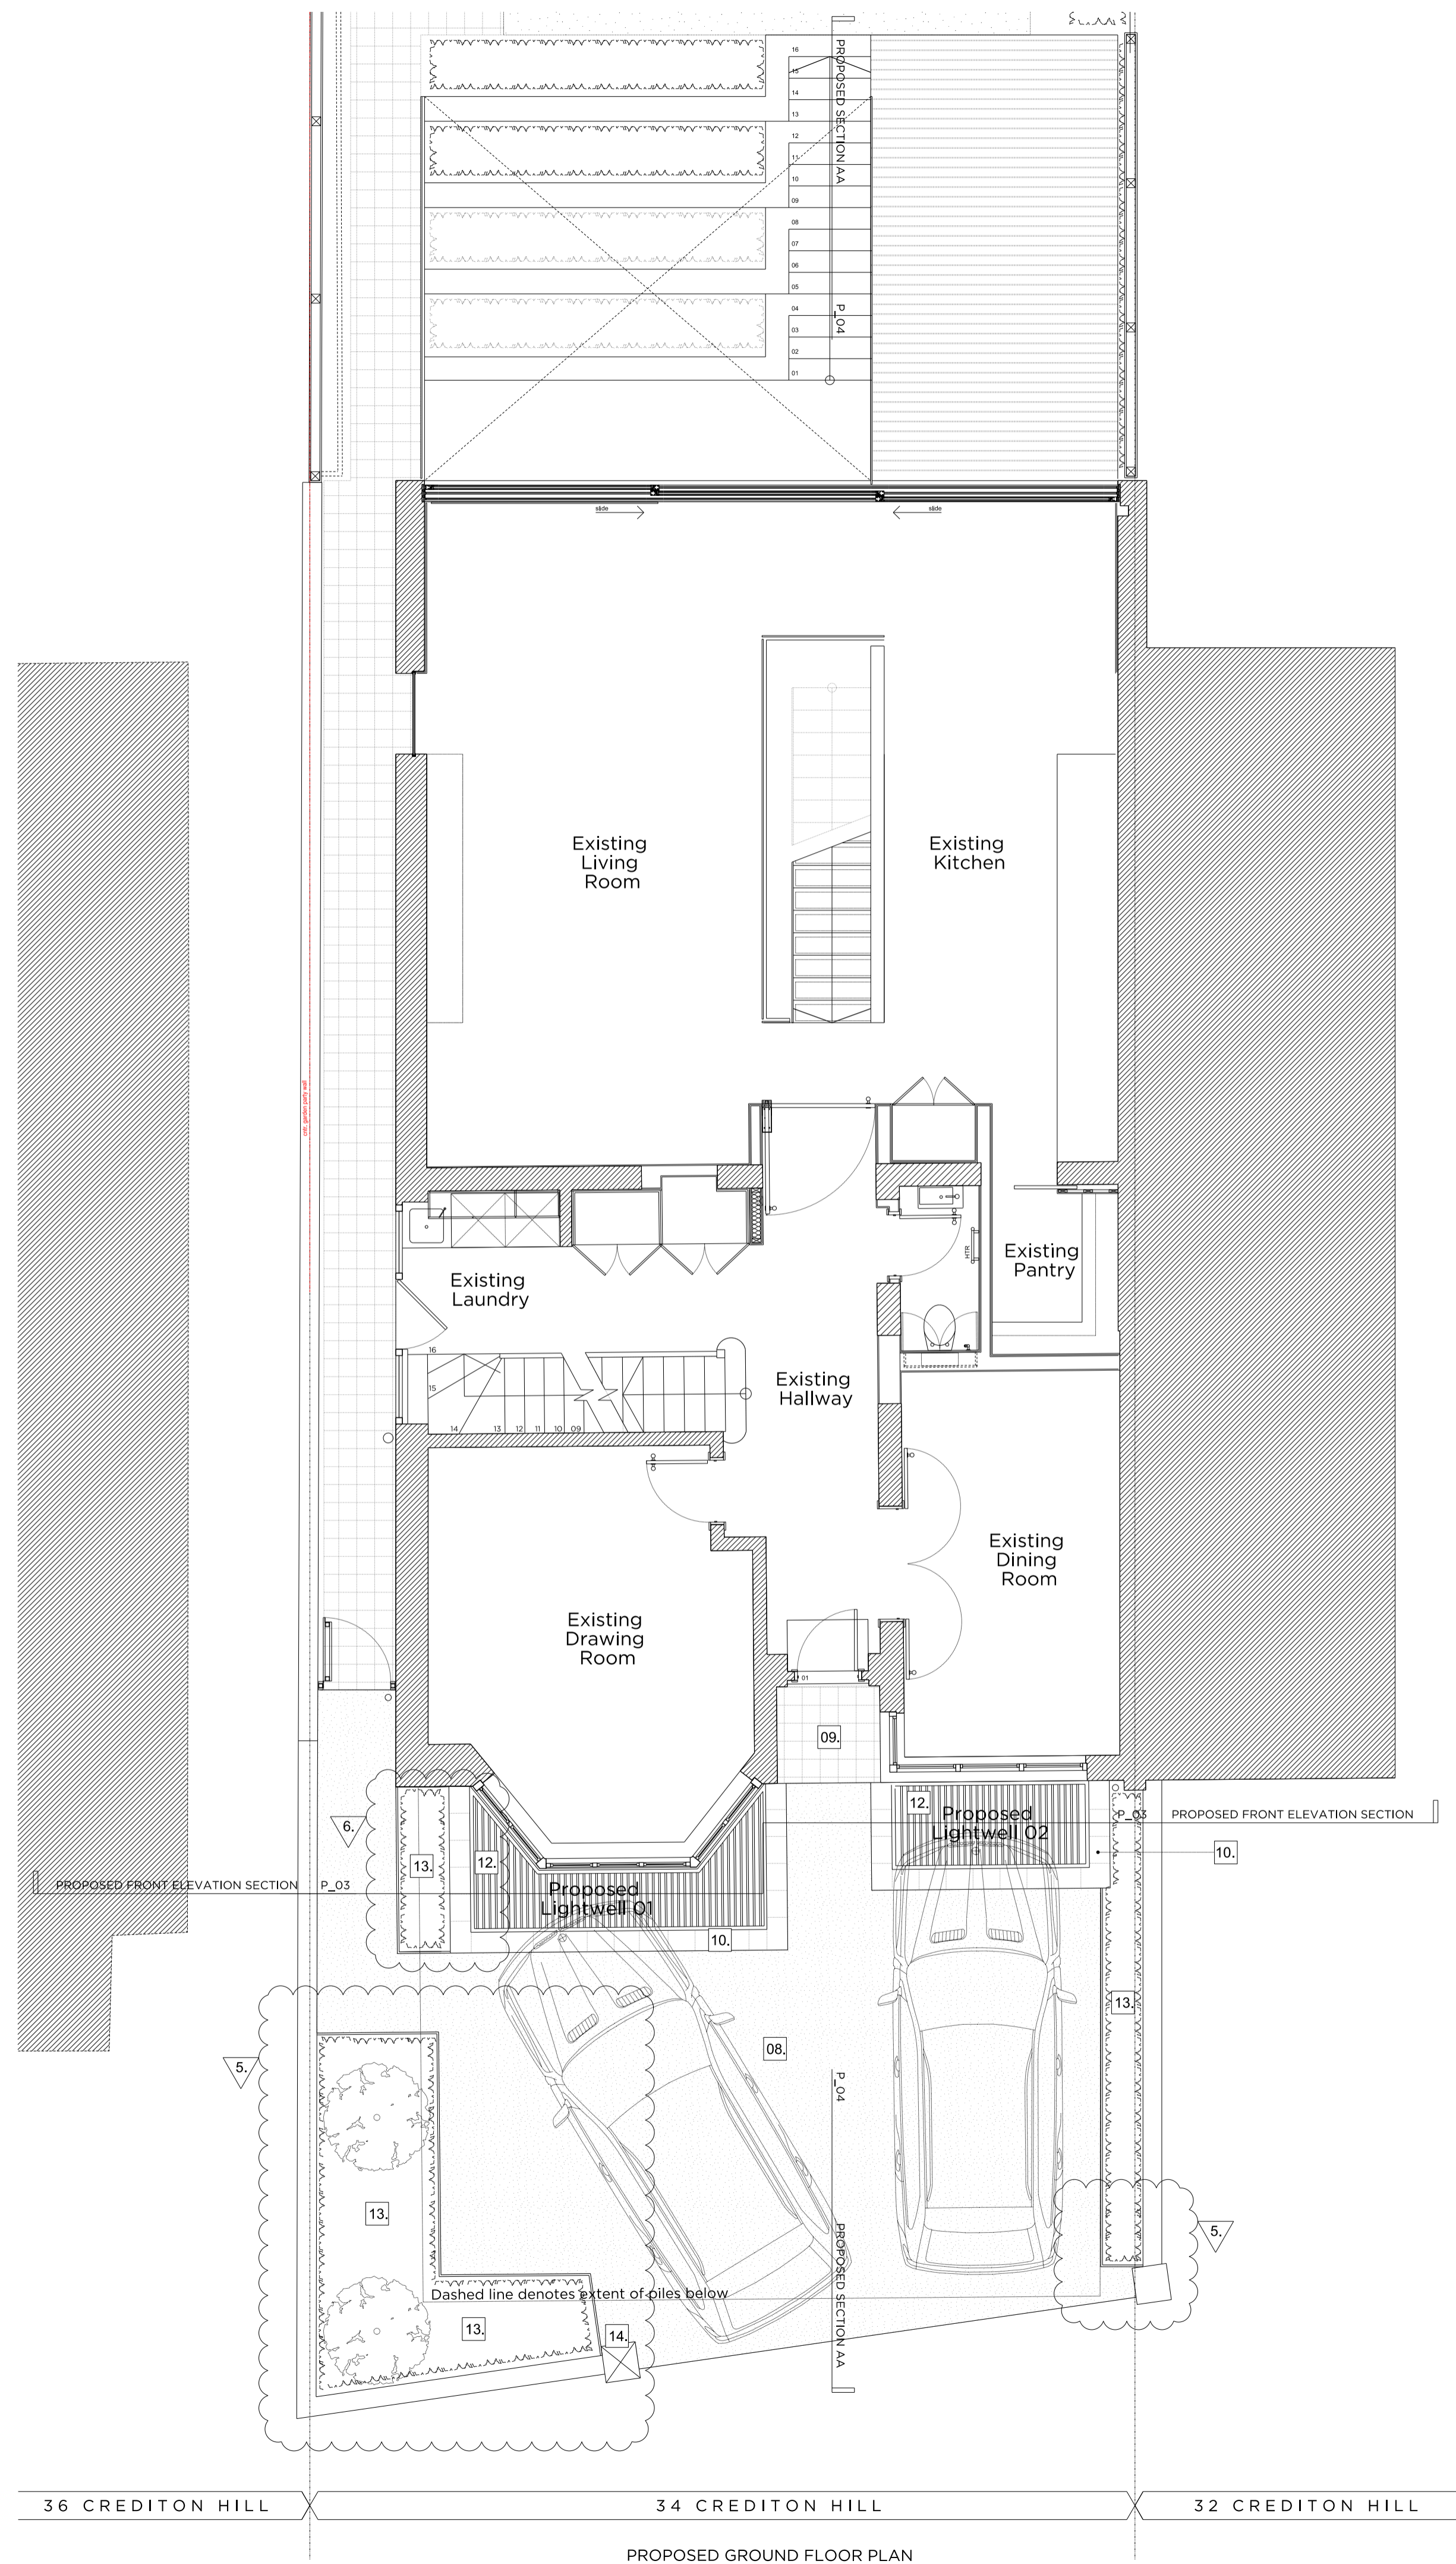 16
15
14
13
12
11
10
09
08
07
06
05
04
03
02
01
PROPOSED SECTION AA
P_04
slide
slide
Existing
Living
Room
Existing
Kitchen
cntr. garden party wall
Existing
Laundry
HTR
Existing
Pantry
16
15
14
13
12
11
10
09
Existing
Hallway
Existing
Dining
Room
Existing
Drawing
Room
01
09.
12.
Proposed
Lightwell 02
P_03
PROPOSED FRONT ELEVATION SECTION
10.
6.
13.
12.
PROPOSED FRONT ELEVATION SECTION
P_03
Proposed
Lightwell 01
10.
13.
08.
5.
P_04
PROPOSED SECTION AA
13.
5.
Dashed line denotes extent of piles below
13.
14.
36 CREDITON HILL
34 CREDITON HILL
32 CREDITON HILL
PROPOSED GROUND FLOOR PLAN